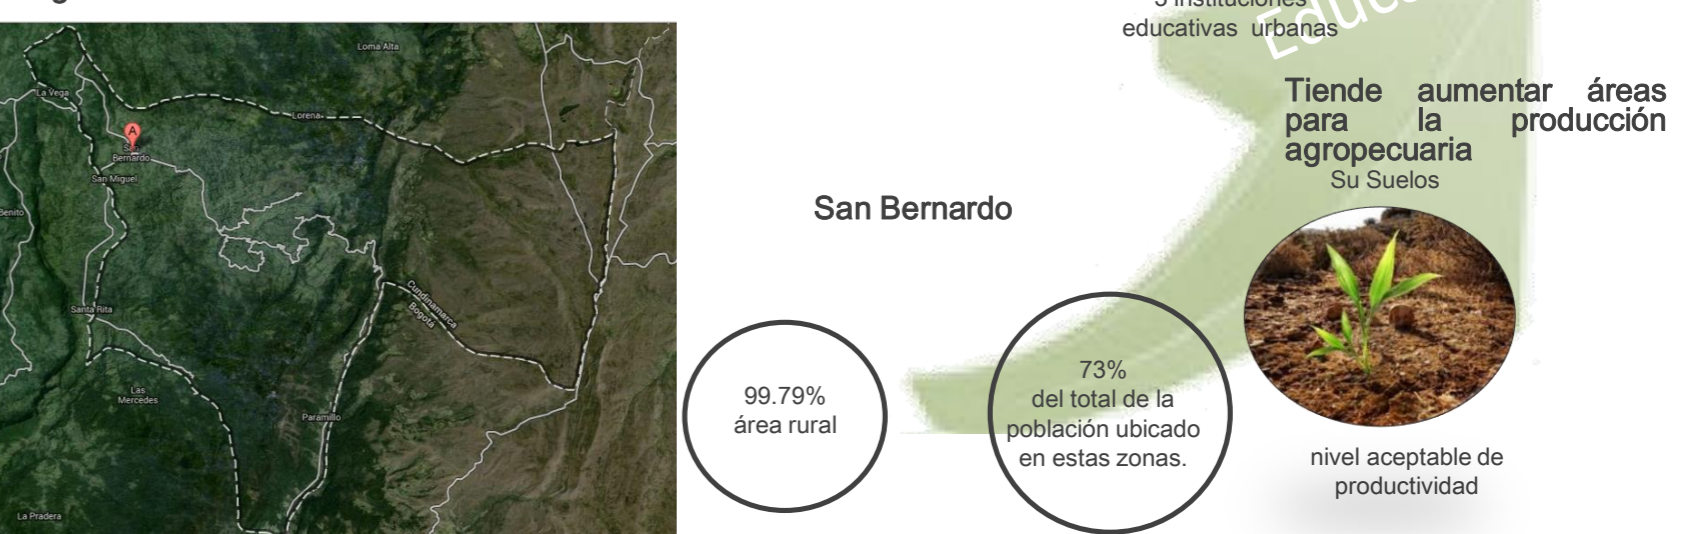 Loma Alta
La Vega
Lorena
A
San
Bernardo
San Miguel
Benito
Santa Rita
Cundinamarca
Bogotá
Las
Mercedes
Paramillo
La Pradera
San Bernardo
99.79%
área rural
73%
del total de la
población ubicado
en estas zonas.
instituciones
educativas urbanas
Tiende aumentar áreas
para la producción
agropecuaria
Su Suelos
nivel aceptable de
productividad